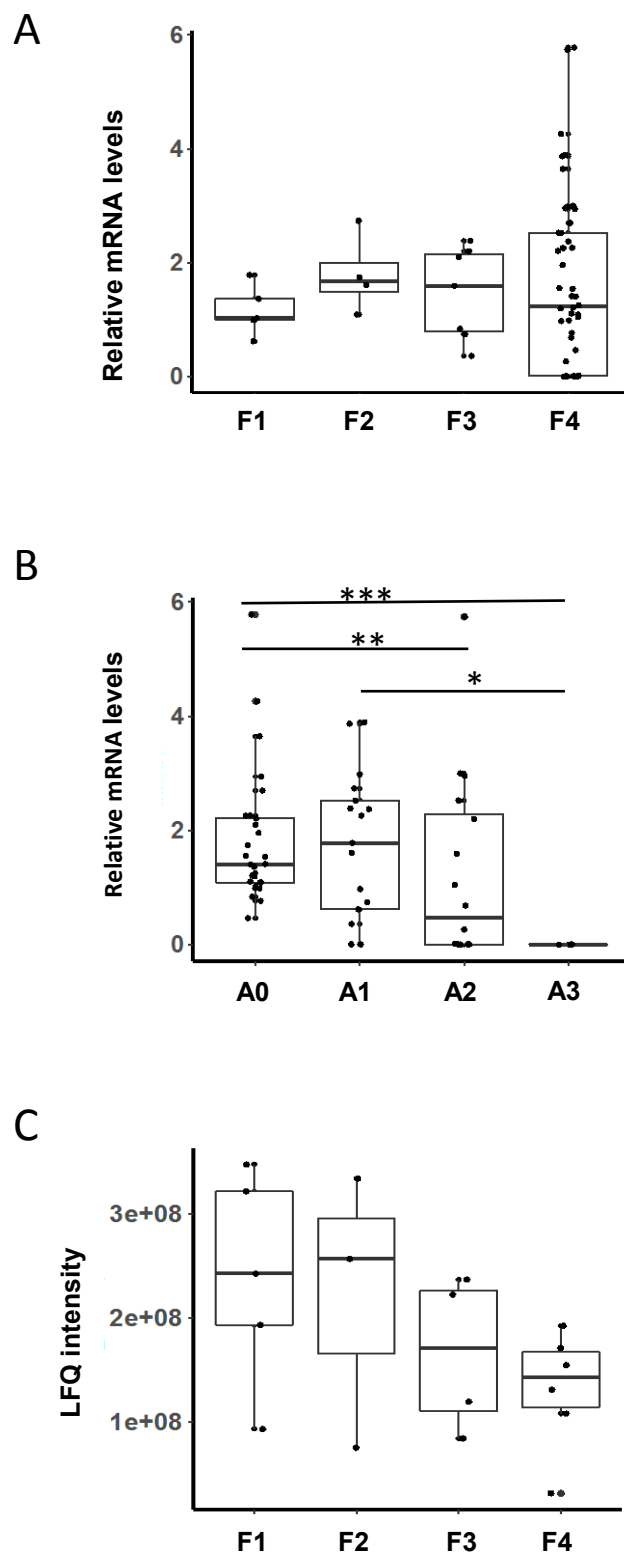 A
Relative mRNA levels
6
4
2
0
F1 F2 F3 F4
B
Relative mRNA levels
6
4
2
0
***
**
*
A0 A1 A2 A3
C
LFQ intensity
3e+08
2e+08
1e+08
F1 F2 F3 F4